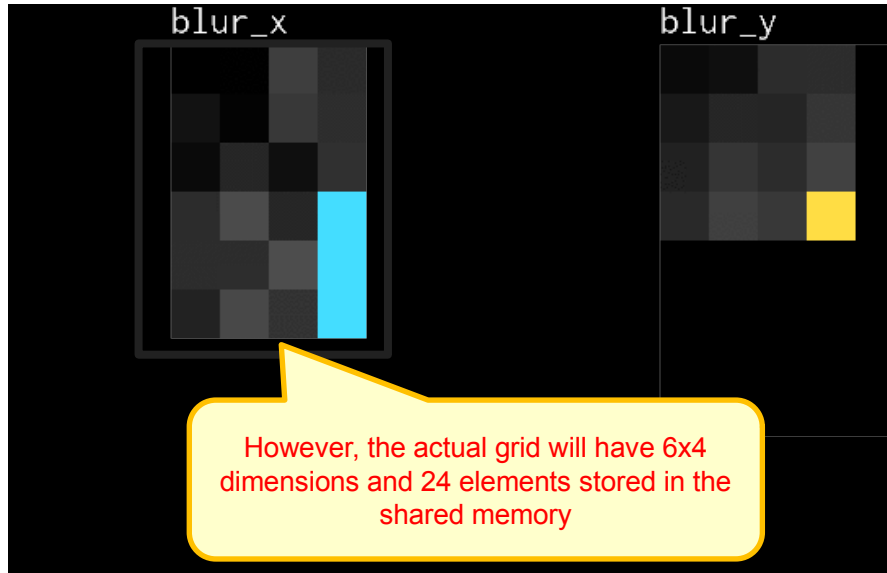 blur_x
blur_y
However, the actual grid will have 6x4
dimensions and 24 elements stored in the
shared memory